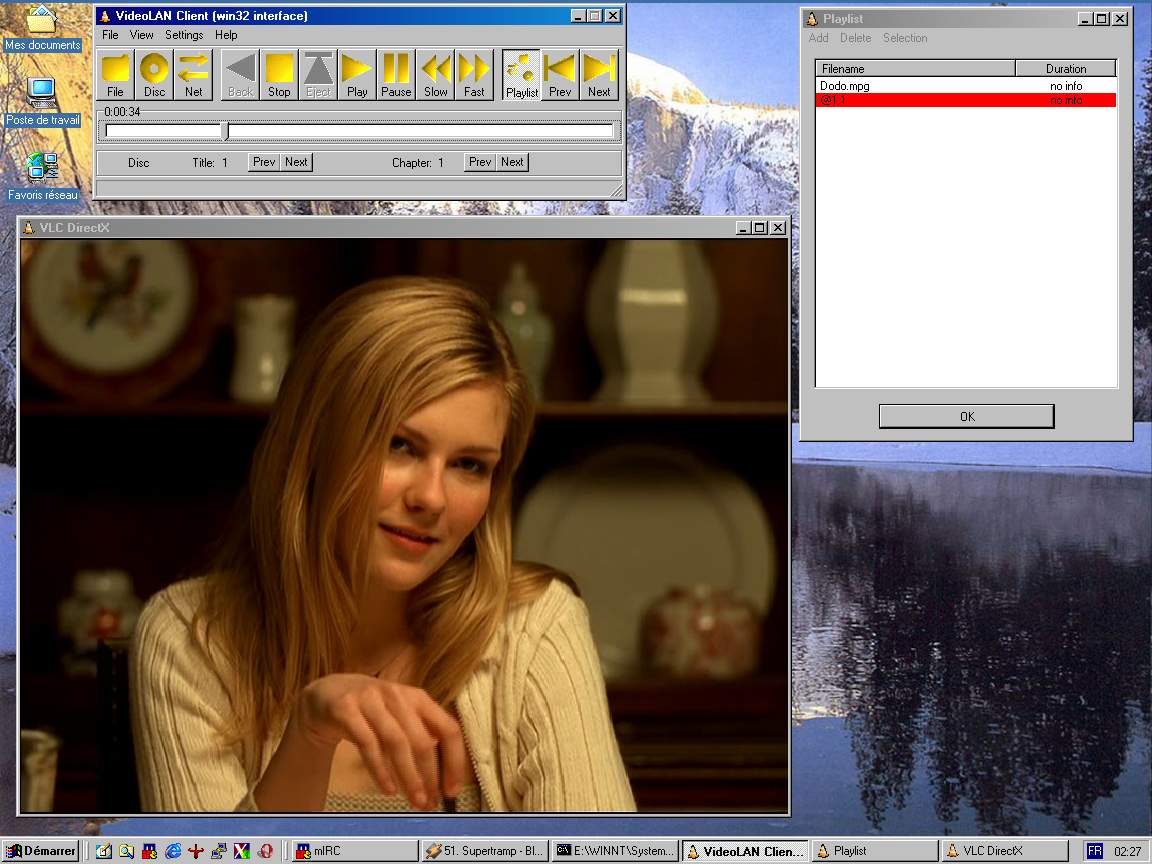 Mes documents
Poste de travail
Favoris réseau
VideoLAN Client (win32 interface)
File View Settings Help
File Disc Net Back Stop Eject Play Pause Slow Fast Playlist Prev Next
0:00:34
Disc Title: 1 Prev Next Chapter: 1 Prev Next
Playlist
Add Delete Selection
Filename Duration
Dodo.mpg no info
@1,1 no info
OK
VLC DirectX
Démarrer mIRC 51. Supertramp - Bl... E:\WINNT\System... VideoLAN Clien... Playlist VLC DirectX FR 02:27